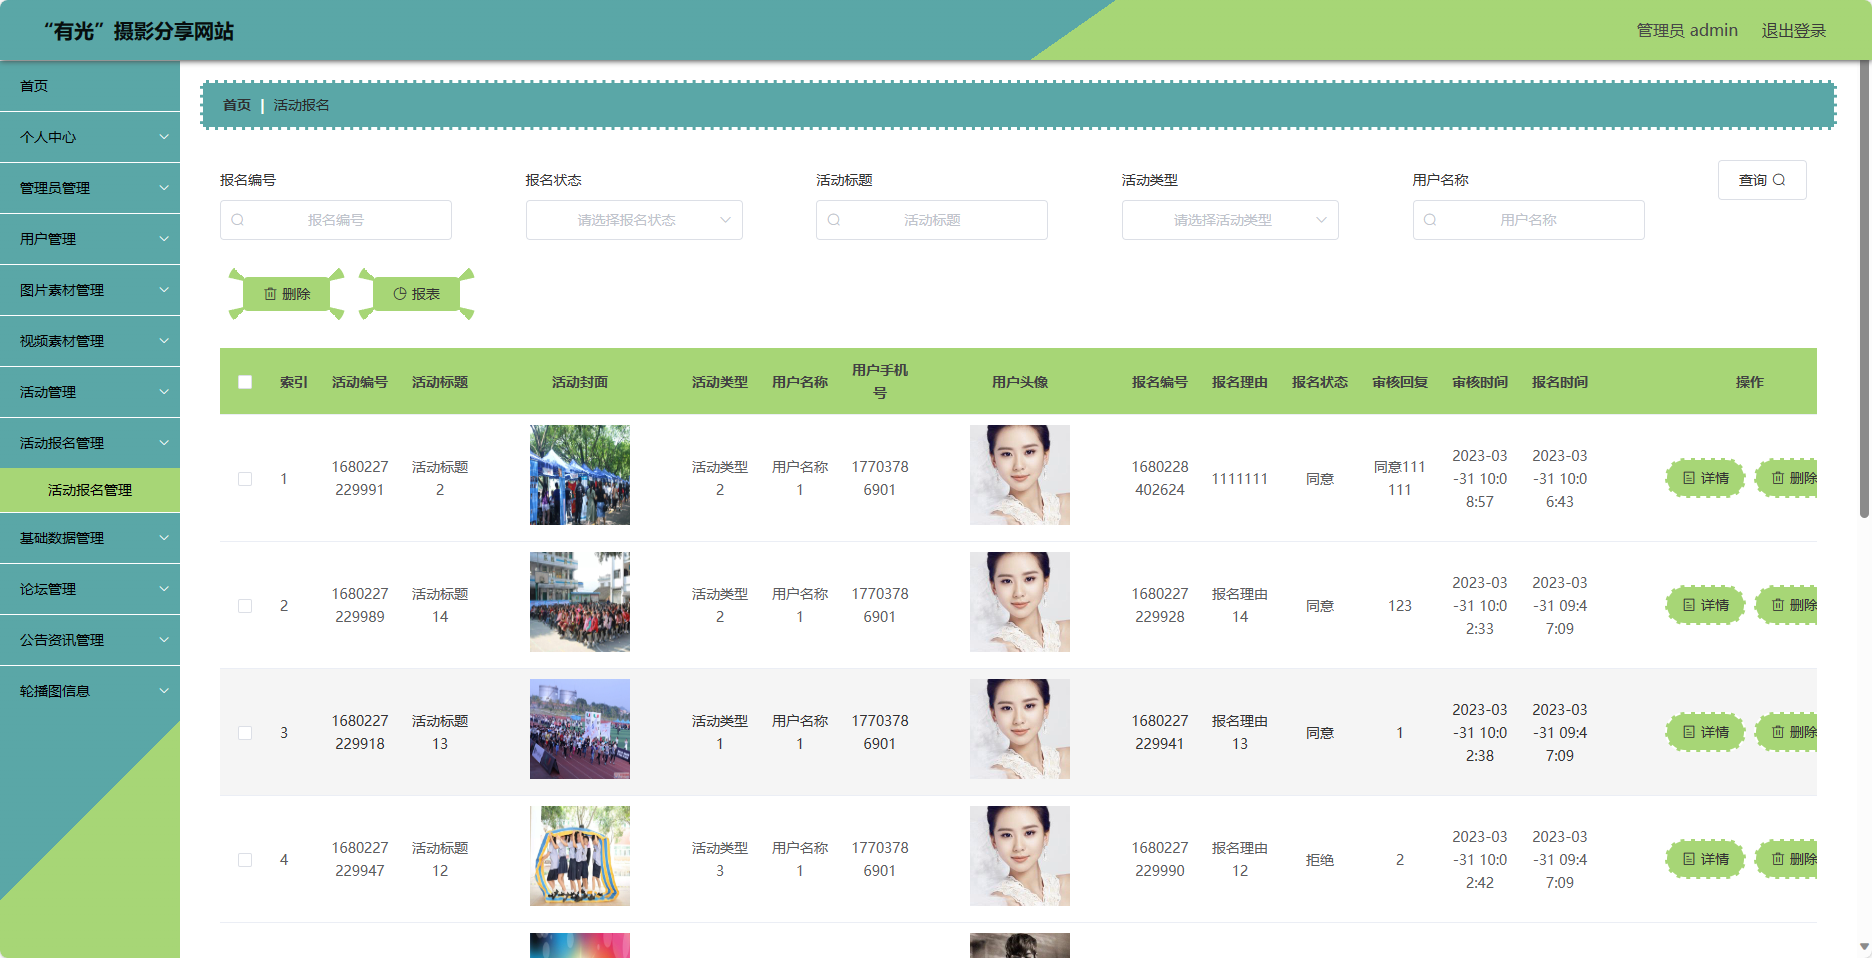 “有光”摄影分享网站
管理员 admin
退出登录
首页
个人中心
管理员管理
用户管理
图片素材管理
视频素材管理
活动管理
活动报名管理
活动报名管理
基础数据管理
论坛管理
公告资讯管理
轮播图信息
首页 | 活动报名
报名编号
报名状态
活动标题
活动类型
用户名称
查询
报名编号
请选择报名状态
活动标题
请选择活动类型
用户名称
删除
报表
索引 活动编号 活动标题 活动封面 活动类型 用户名称 用户手机号 用户头像 报名编号 报名理由 报名状态 审核回复 审核时间 报名时间 操作
1 1680227229991 活动标题2 活动类型2 用户名称1 17703786901 1680228402624 1111111 同意 同意111111 2023-03-31 10:08:57 2023-03-31 10:06:43 详情 删除
2 1680227229989 活动标题14 活动类型2 用户名称1 17703786901 1680227229928 报名理由14 同意 123 2023-03-31 10:02:33 2023-03-31 09:47:09 详情 删除
3 1680227229918 活动标题13 活动类型1 用户名称1 17703786901 1680227229941 报名理由13 同意 1 2023-03-31 10:02:38 2023-03-31 09:47:09 详情 删除
4 1680227229947 活动标题12 活动类型3 用户名称1 17703786901 1680227229990 报名理由12 拒绝 2 2023-03-31 10:02:42 2023-03-31 09:47:09 详情 删除